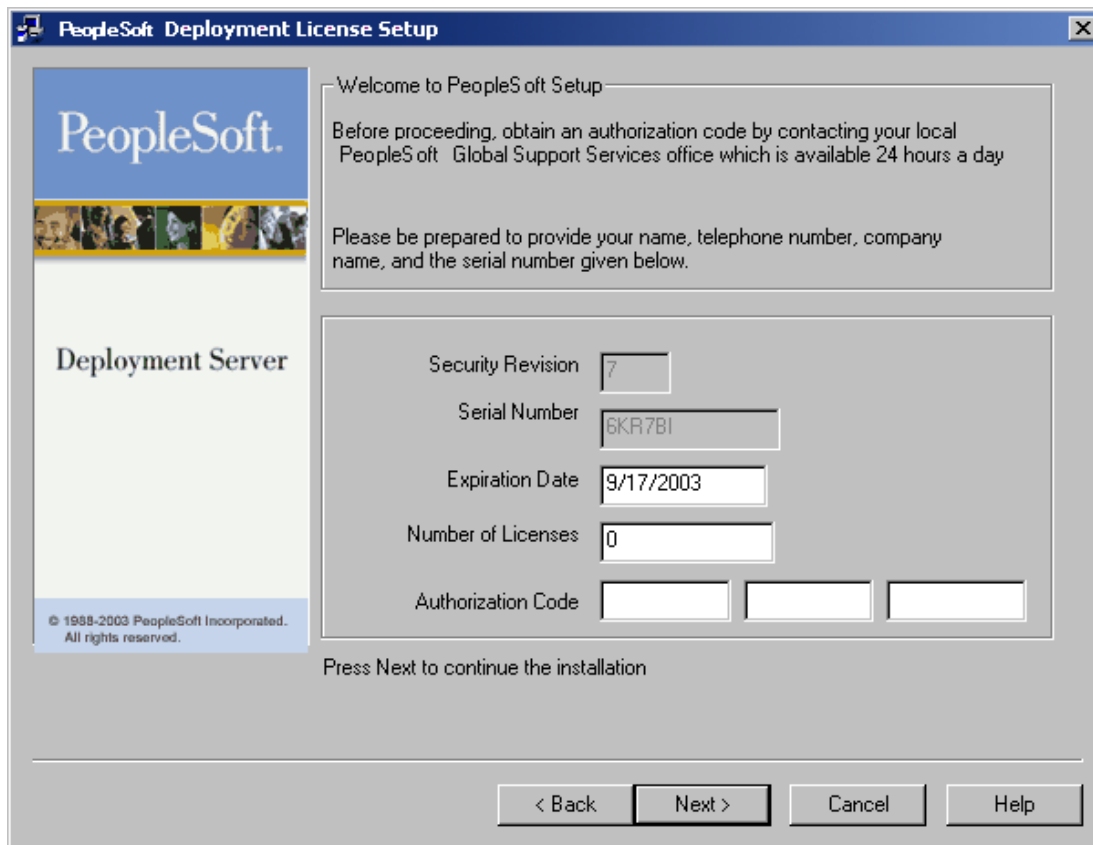 PeopleSoft Deployment License Setup
PeopleSoft.
Deployment Server
© 1988-2003 PeopleSoft Incorporated.
All rights reserved.
Welcome to PeopleSoft Setup
Before proceeding, obtain an authorization code by contacting your local
PeopleSoft Global Support Services office which is available 24 hours a day
Please be prepared to provide your name, telephone number, company
name, and the serial number given below.
Security Revision 7
Serial Number 6KR7BI
Expiration Date 9/17/2003
Number of Licenses 0
Authorization Code
Press Next to continue the installation
< Back Next > Cancel Help